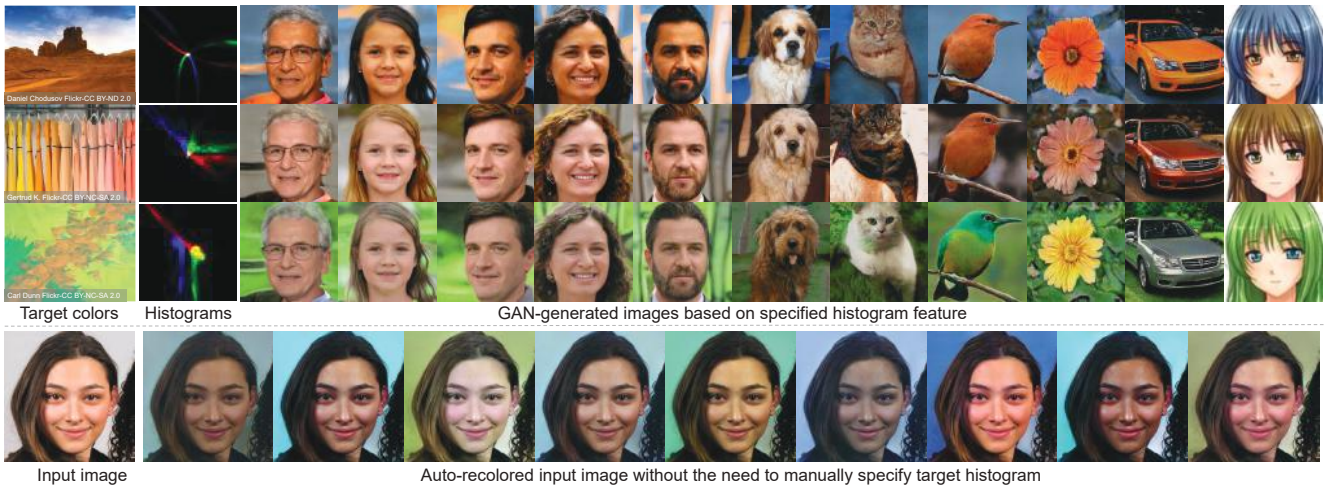 Daniel Chodusov Flickr-CC BY-ND 2.0
Gertrud K. Flickr-CC BY-NC-SA 2.0
Carl Dunn Flickr-CC BY-NC-SA 2.0
Target colors
Histograms
GAN-generated images based on specified histogram feature
Input image
Auto-recolored input image without the need to manually specify target histogram